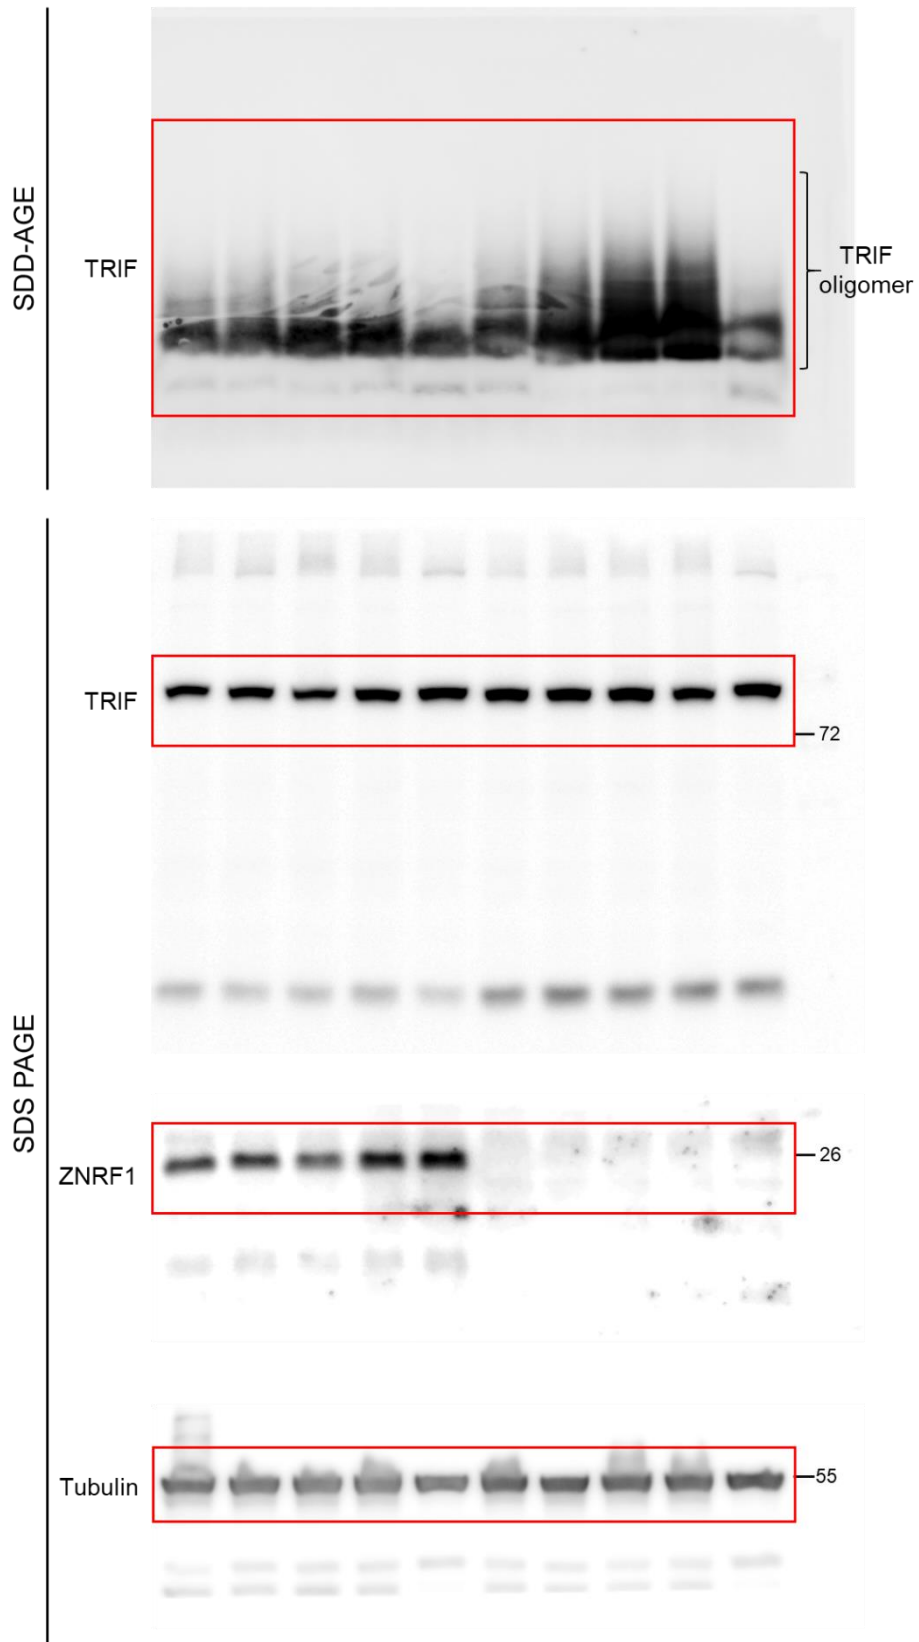 SDD-AGE
TRIF
TRIF
oligomer
SDS PAGE
TRIF
72
ZNRF1
26
Tubulin
55